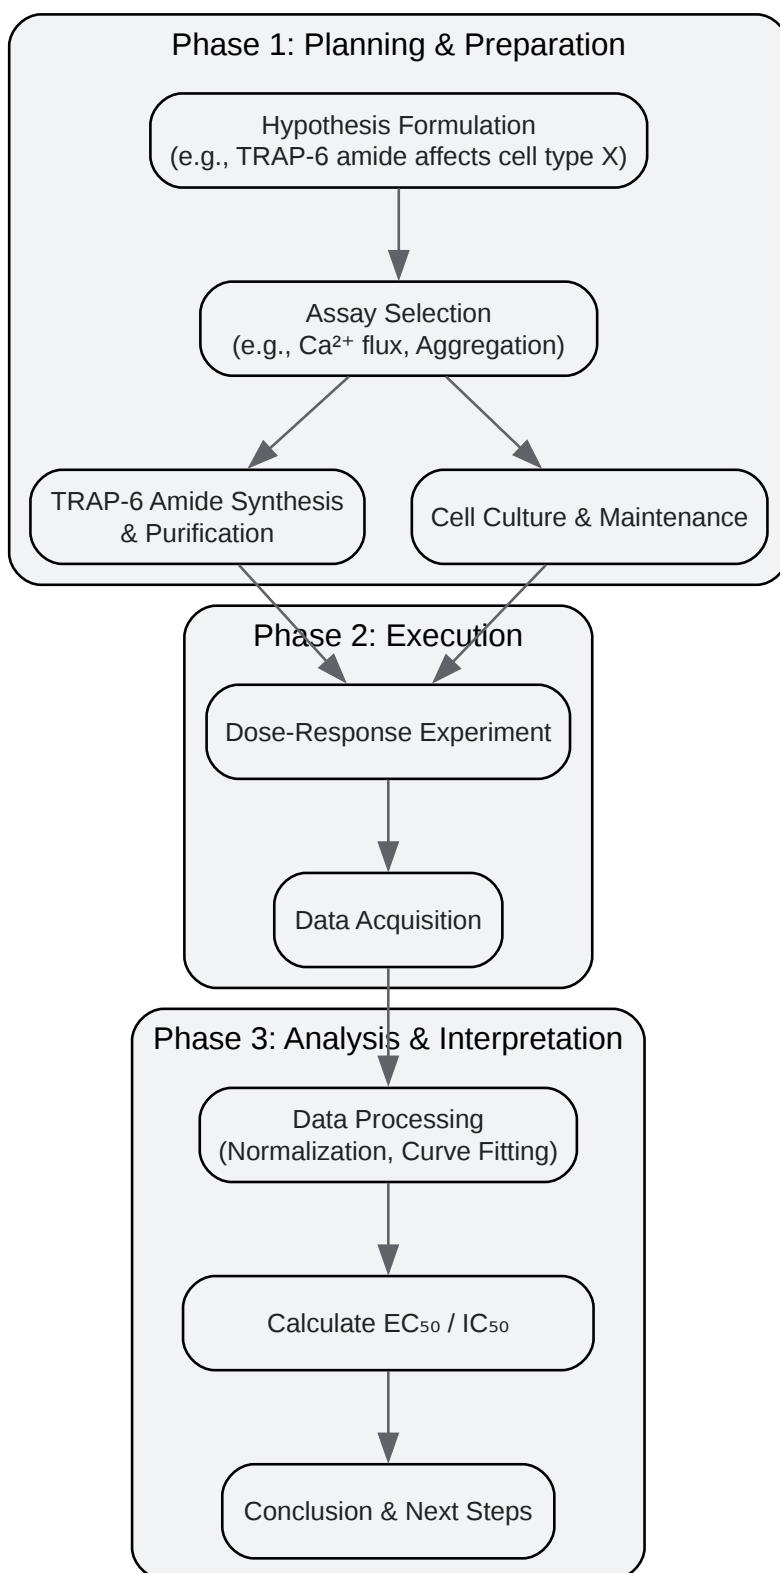 Phase 1: Planning & Preparation
Hypothesis Formulation
(e.g., TRAP-6 amide affects cell type X)
Assay Selection
(e.g., Ca²⁺ flux, Aggregation)
TRAP-6 Amide Synthesis
& Purification
Cell Culture & Maintenance
Phase 2: Execution
Dose-Response Experiment
Data Acquisition
Phase 3: Analysis & Interpretation
Data Processing
(Normalization, Curve Fitting)
Calculate EC₅₀ / IC₅₀
Conclusion & Next Steps